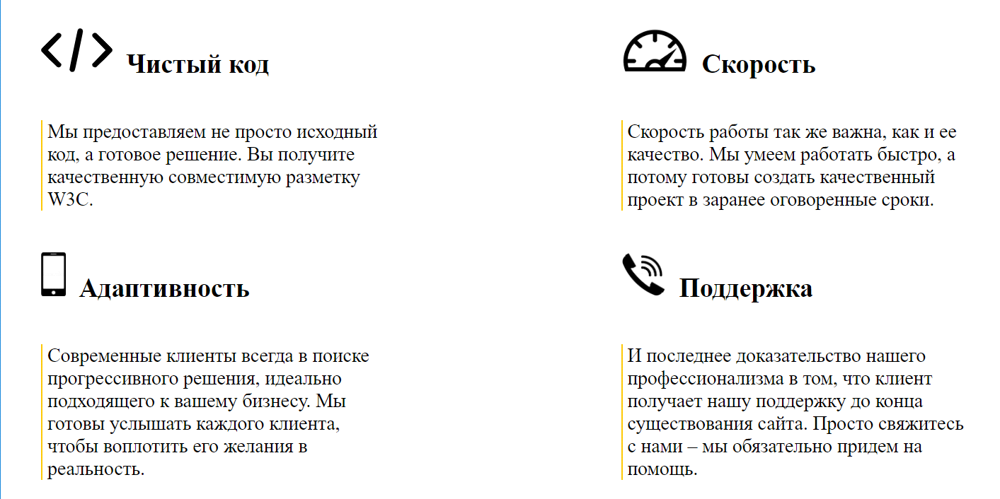 Чистый код
Мы предоставляем не просто исходный
код, а готовое решение. Вы получите
качественную совместимую разметку
W3C.
Скорость
Скорость работы так же важна, как и ее
качество. Мы умеем работать быстро, а
потому готовы создать качественный
проект в заранее оговоренные сроки.
Адаптивность
Современные клиенты всегда в поиске
прогрессивного решения, идеально
подходящего к вашему бизнесу. Мы
готовы услышать каждого клиента,
чтобы воплотить его желания в
реальность.
Поддержка
И последнее доказательство нашего
профессионализма в том, что клиент
получает нашу поддержку до конца
существования сайта. Просто свяжитесь
с нами – мы обязательно придем на
помощь.